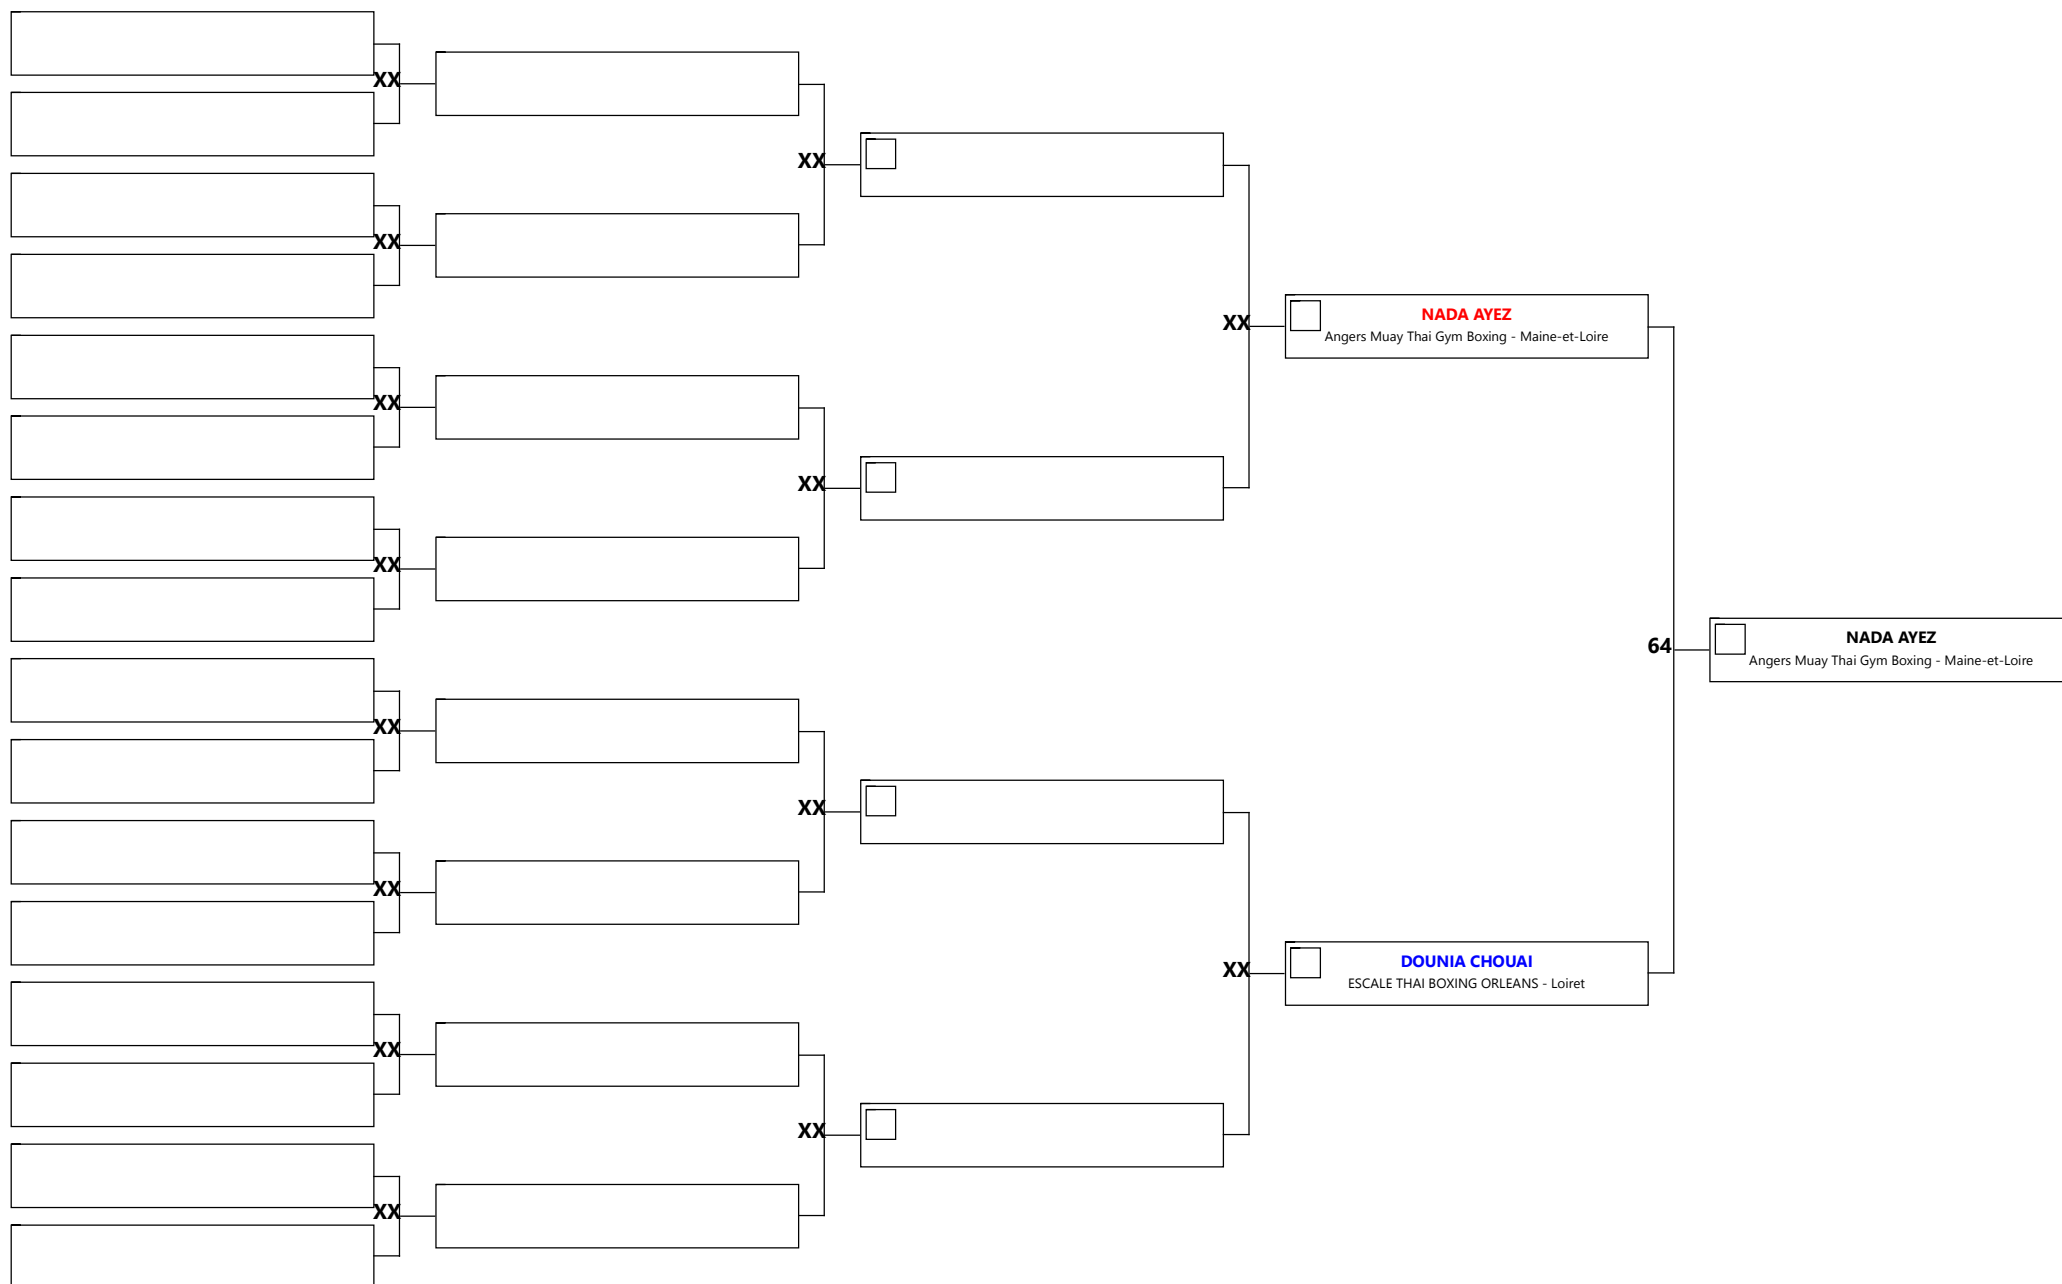 XX
XX
XX
XX
XX
XX
XX
XX
XX
XX
XX
XX
XX
NADA AYEZ
Angers Muay Thai Gym Boxing - Maine-et-Loire
XX
DOUNIA CHOUAI
ESCALE THAI BOXING ORLEANS - Loiret
64
NADA AYEZ
Angers Muay Thai Gym Boxing - Maine-et-Loire